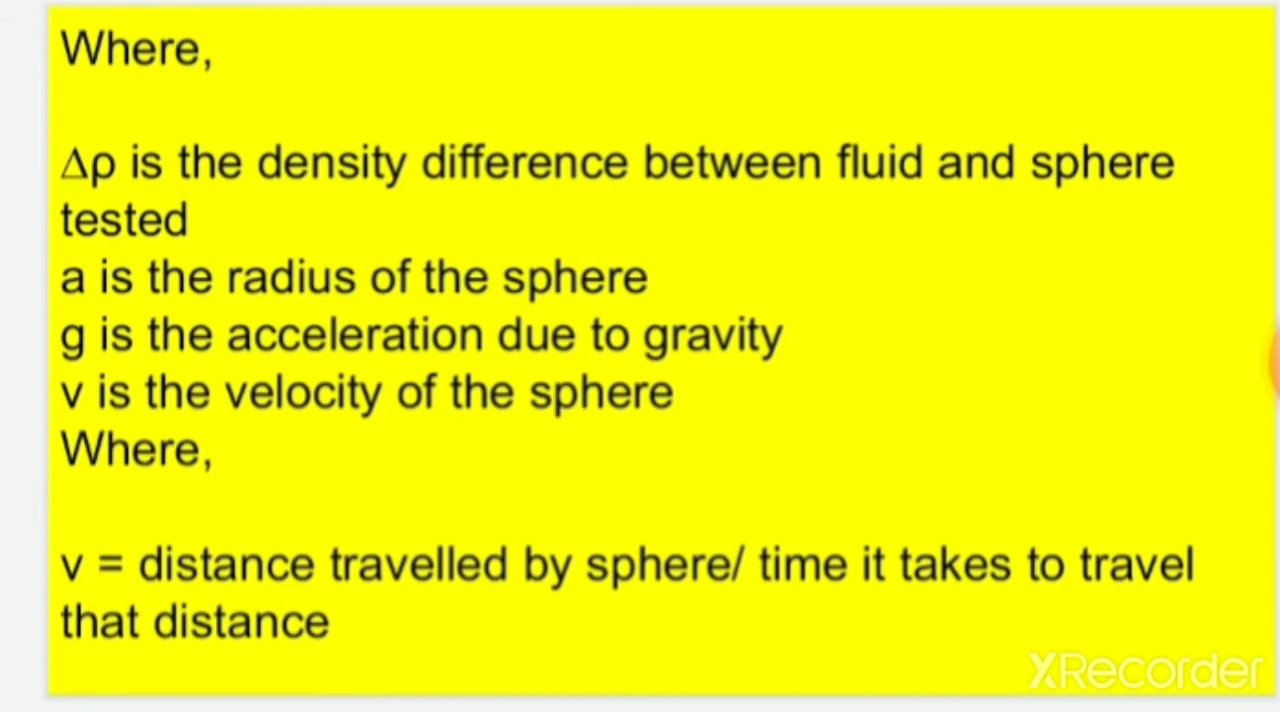 Where,
Δρ is the density difference between fluid and sphere
tested
a is the radius of the sphere
g is the acceleration due to gravity
v is the velocity of the sphere
Where,
v = distance travelled by sphere/ time it takes to travel
that distance
XRecorder